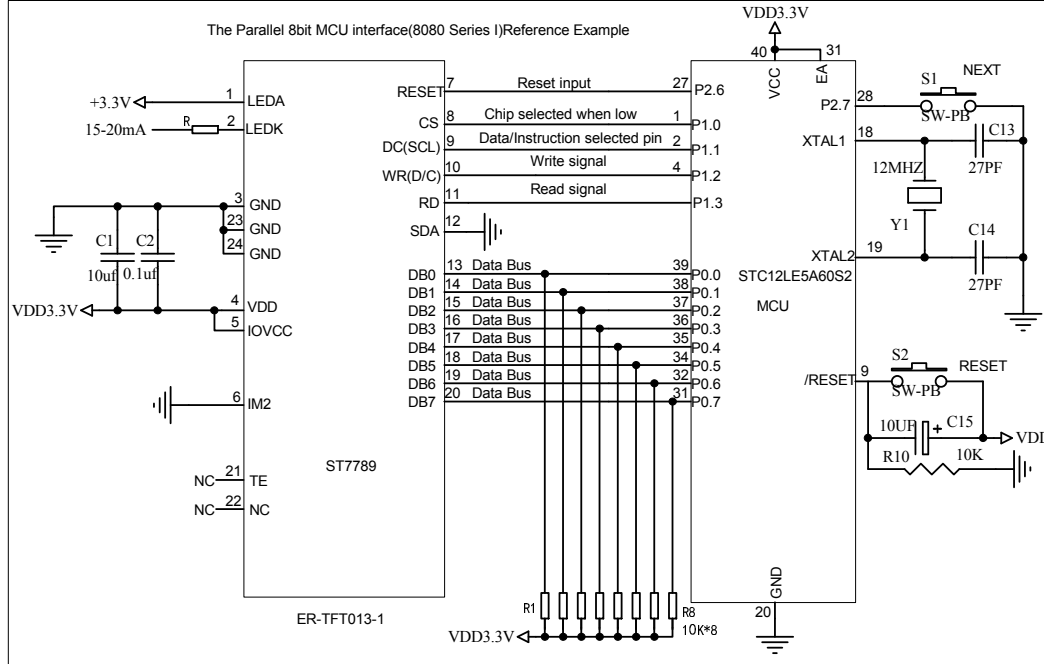 The Parallel 8bit MCU interface(8080 Series I)Reference Example
VDD3.3V
40
31
VCC
EA
+3.3V
1
LEDA
15-20mA
R
2
LEDK
3
GND
23
GND
24
GND
C1
C2
10uf
0.1uf
VDD3.3V
4
VDD
5
IOVCC
6
IM2
ST7789
NC
21
TE
NC
22
NC
ER-TFT013-1
RESET
7
Reset input
27
P2.6
CS
8
Chip selected when low
1
P1.0
DC(SCL)
9
Data/Instruction selected pin
2
P1.1
WR(D/C)
10
Write signal
4
P1.2
RD
11
Read signal
P1.3
SDA
12
DB0
13
Data Bus
39
P0.0
DB1
14
Data Bus
38
P0.1
DB2
15
Data Bus
37
P0.2
DB3
16
Data Bus
36
P0.3
DB4
17
Data Bus
35
P0.4
DB5
18
Data Bus
34
P0.5
DB6
19
Data Bus
32
P0.6
DB7
20
Data Bus
31
P0.7
R1
R8
10K*8
VDD3.3V
S1
NEXT
P2.7
28
SW-PB
XTAL1
18
C13
12MHZ
27PF
Y1
C14
XTAL2
19
27PF
STC12LE5A60S2
MCU
S2
RESET
/RESET
9
SW-PB
10UF
+
C15
VDD
R10
10K
GND
20